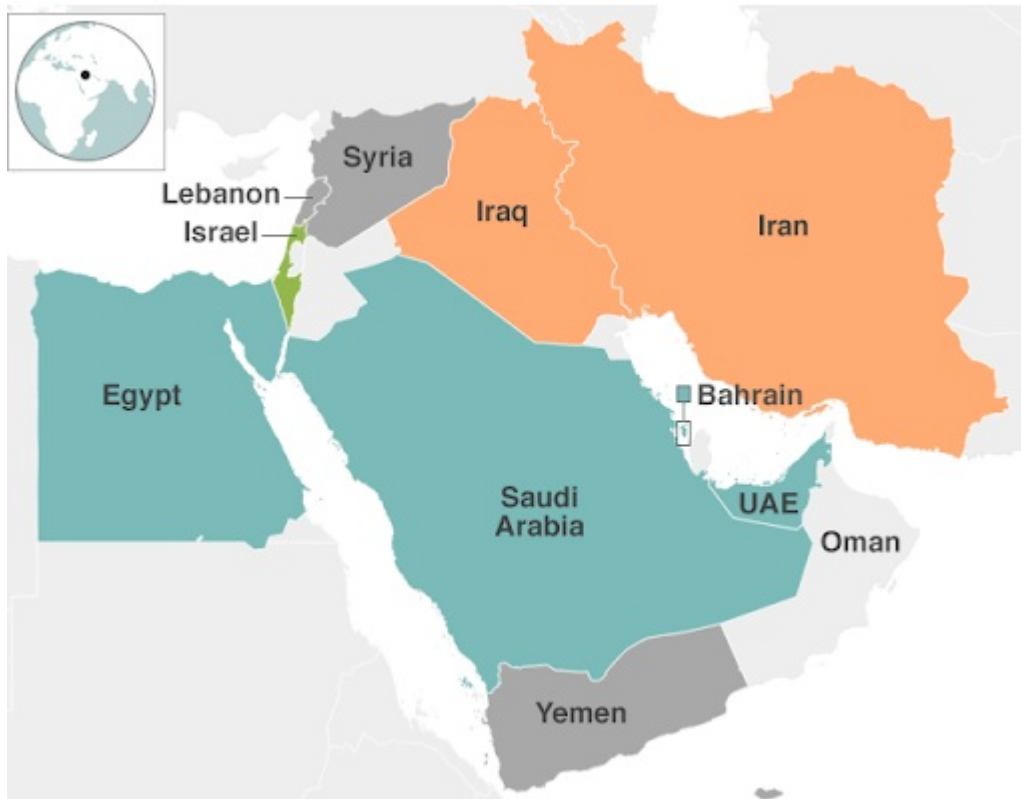 Syria
Lebanon
Israel
Iraq
Iran
Egypt
Bahrain
Saudi
Arabia
UAE
Oman
Yemen